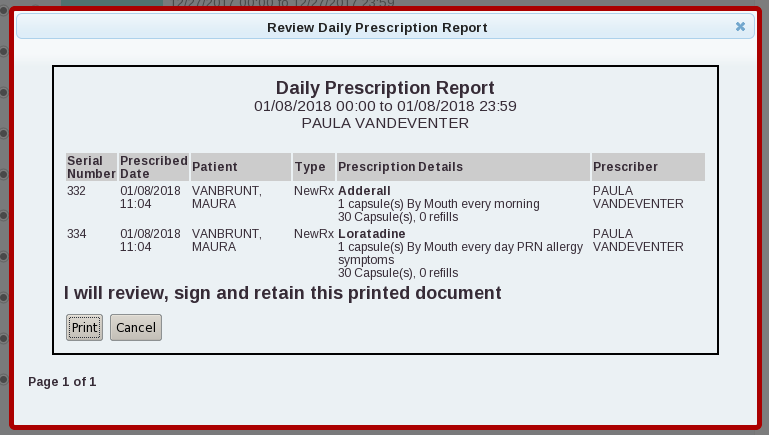 12/27/2017 00:00 to 12/27/2017 23:59
Review Daily Prescription Report
Daily Prescription Report
01/08/2018 00:00 to 01/08/2018 23:59
PAULA VANDEVENTER
Serial Number Prescribed Date Patient Type Prescription Details Prescriber
332 01/08/2018 11:04 VANBRUNT, MAURA NewRx Adderall PAULA VANDEVENTER
1 capsule(s) By Mouth every morning
30 Capsule(s), 0 refills
334 01/08/2018 11:04 VANBRUNT, MAURA NewRx Loratadine PAULA VANDEVENTER
1 capsule(s) By Mouth every day PRN allergy
symptoms
30 Capsule(s), 0 refills
I will review, sign and retain this printed document
Print Cancel
Page 1 of 1